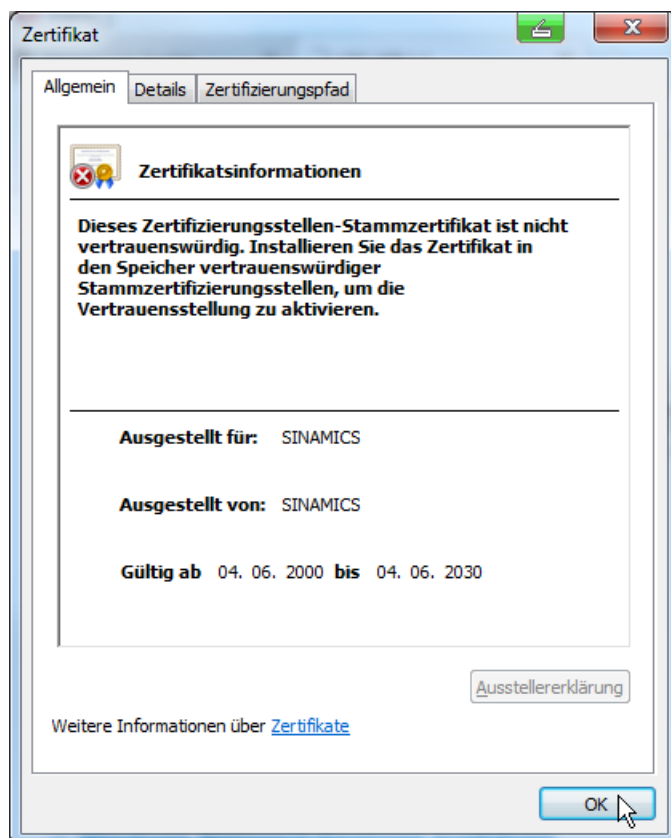 Zertifikat
Allgemein Details Zertifizierungspfad
Zertifikatsinformationen
Dieses Zertifizierungsstellen-Stammzertifikat ist nicht
vertrauenswürdig. Installieren Sie das Zertifikat in
den Speicher vertrauenswürdiger
Stammzertifizierungsstellen, um die
Vertrauensstellung zu aktivieren.
Ausgestellt für: SINAMICS
Ausgestellt von: SINAMICS
Gültig ab 04. 06. 2000 bis 04. 06. 2030
Ausstellererklärung
Weitere Informationen über Zertifikate
OK